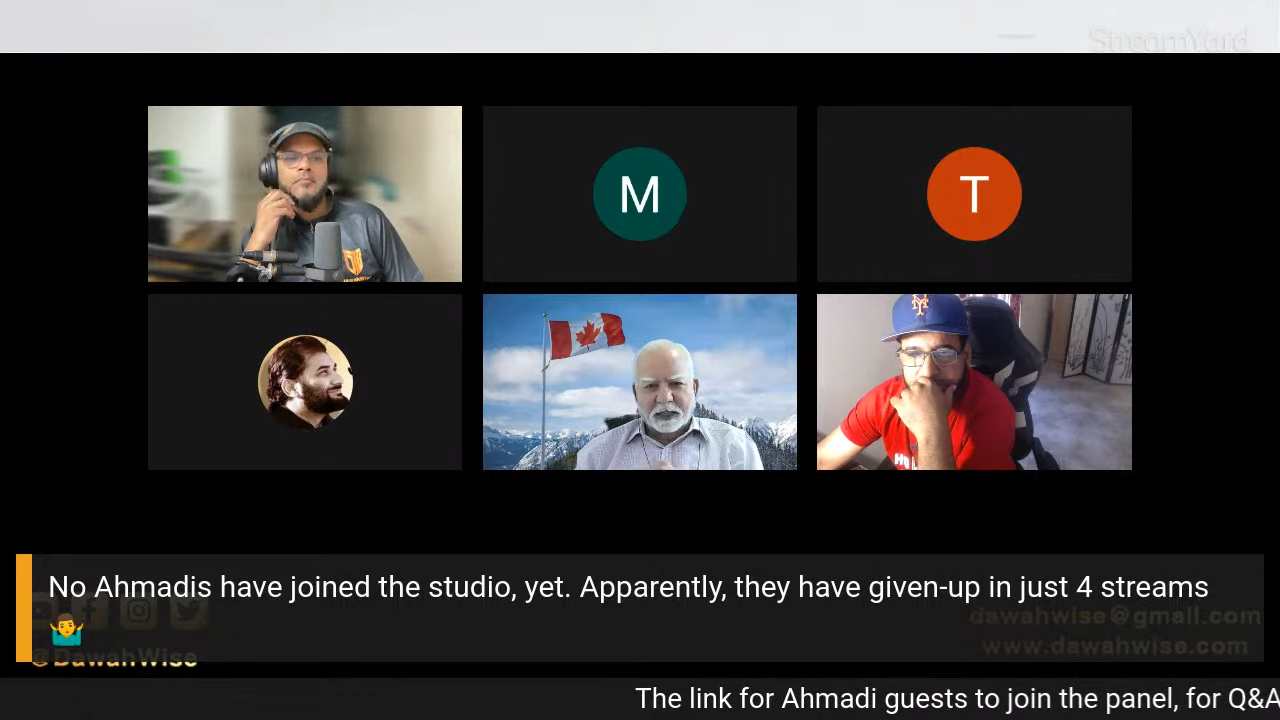 StreamYard
M
T
No Ahmadis have joined the studio, yet. Apparently, they have given-up in just 4 streams
🤷‍♂️
dawahwise@gmail.com
www.dawahwise.com
@DawahWise
The link for Ahmadi guests to join the panel, for Q&A